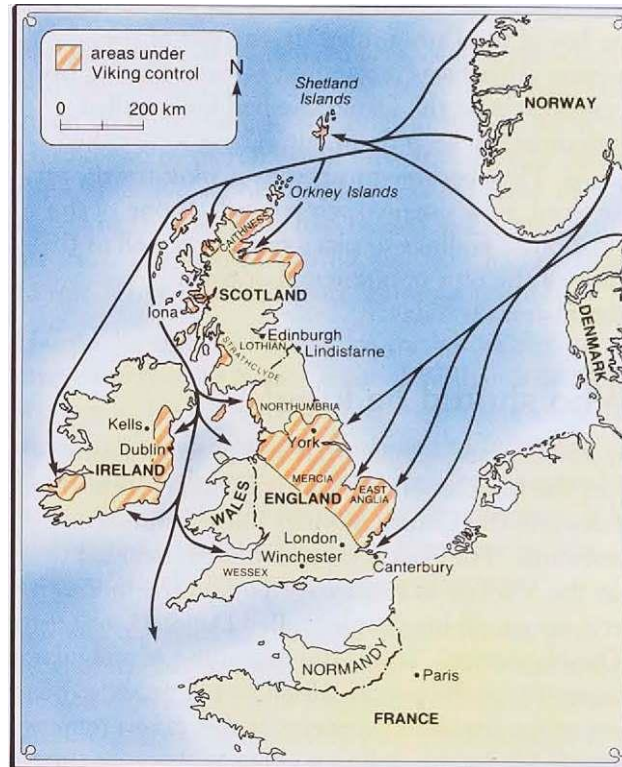 areas under
Viking control
N
0 200 km
Shetland
Islands
NORWAY
Orkney Islands
CAITHNESS
SCOTLAND
Iona
Edinburgh
LOTHIAN
Lindisfarne
STRATHCLYDE
DENMARK
NORTHUMBRIA
Kells
York
Dublin
IRELAND
MERCIA
EAST
ANGLIA
WALES
ENGLAND
London
Winchester
Canterbury
WESSEX
NORMANDY
Paris
FRANCE